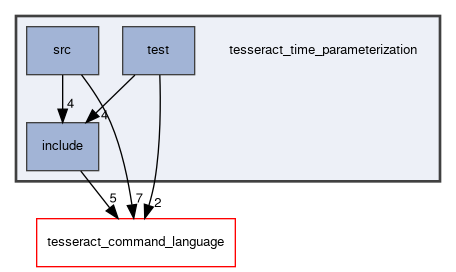 src
test
tesseract_time_parameterization
4
4
include
5
7
2
tesseract_command_language